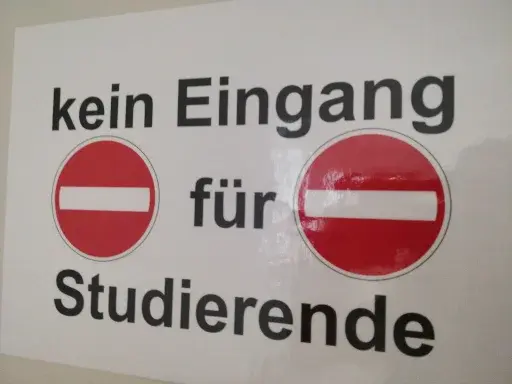 kein Eingang
für
Studierende